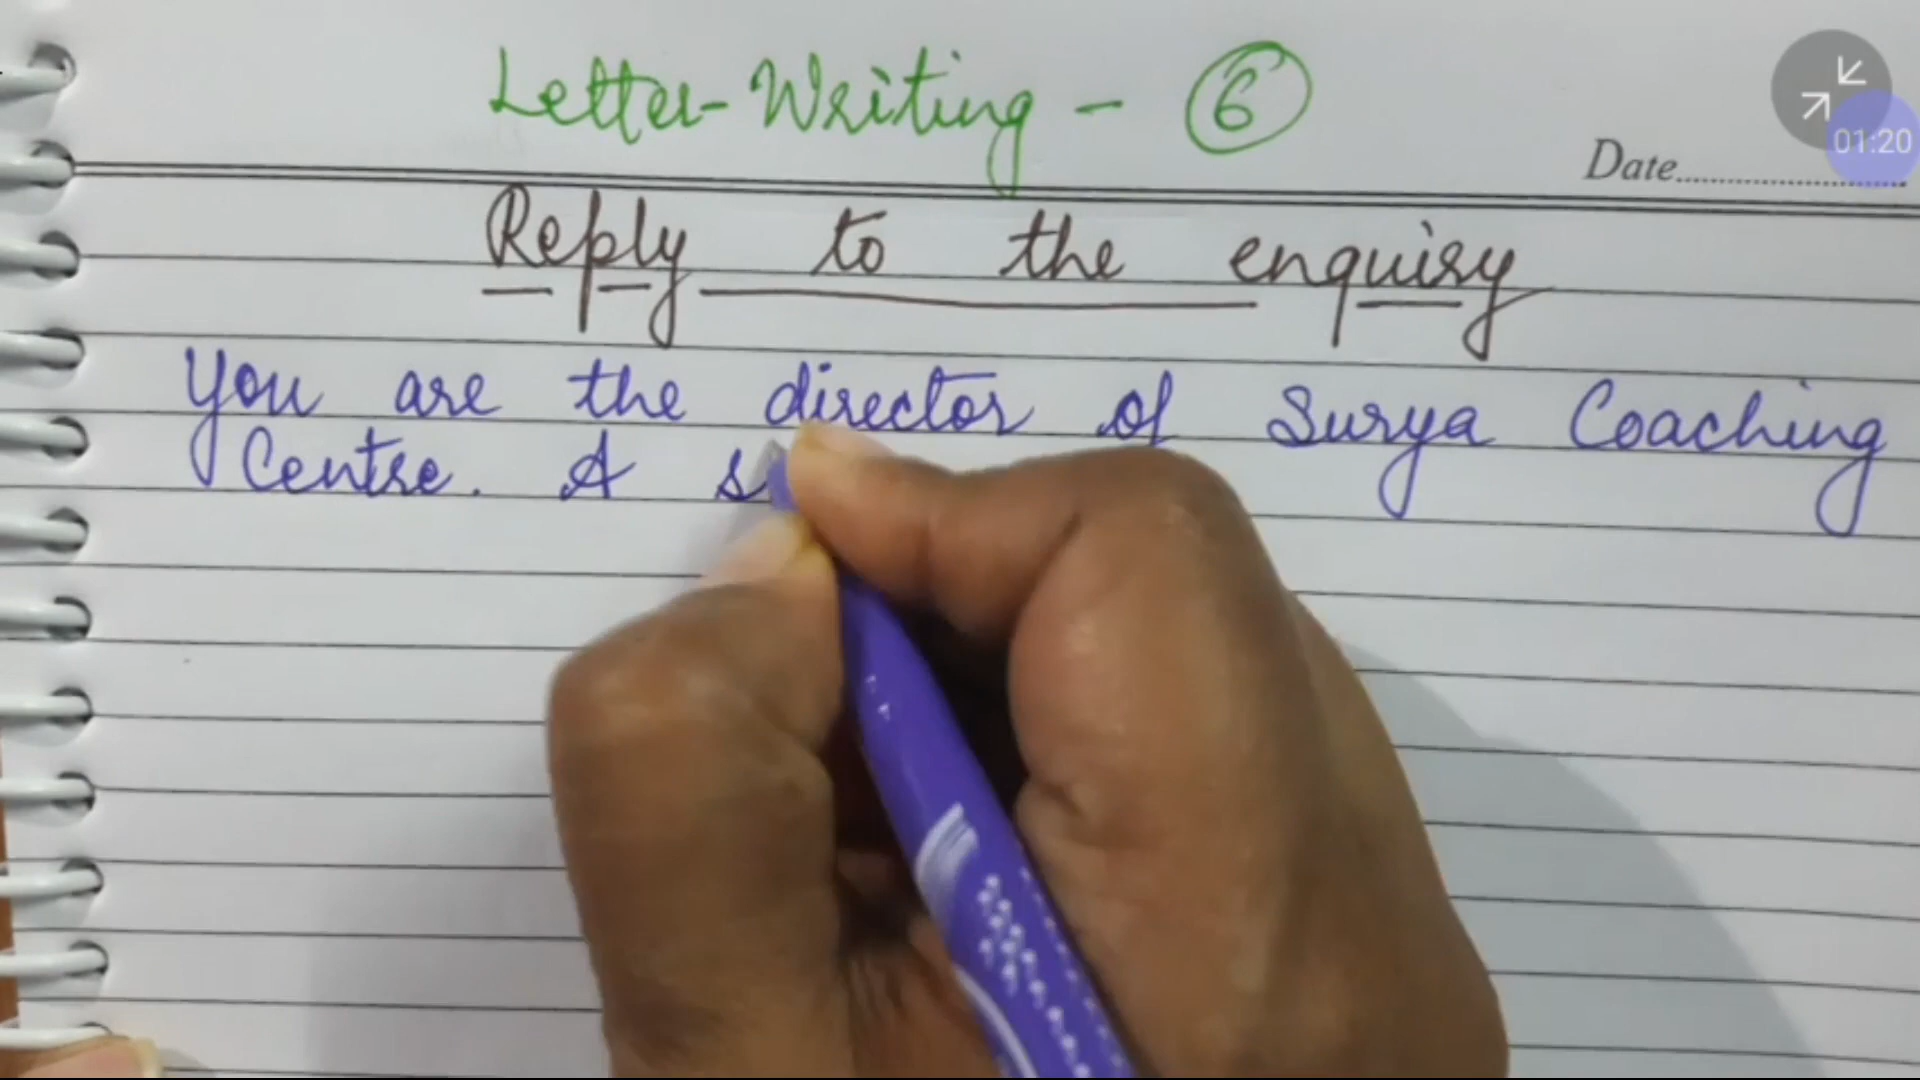 Letter-Writing - 6
01:20
Date
Reply to the enquiry
You are the director of Surya Coaching
Centre. A s